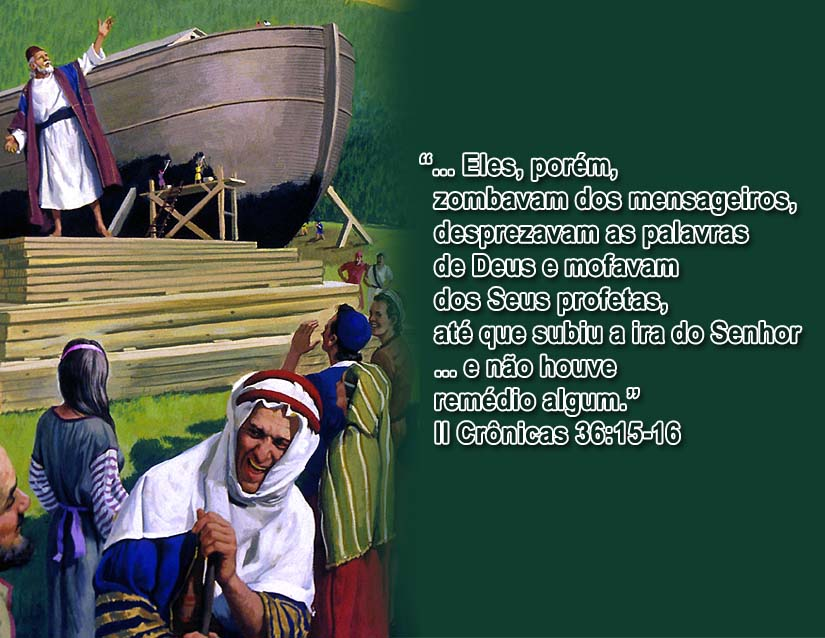 “... Eles, porém,
zombavam dos mensageiros,
desprezavam as palavras
de Deus e mofavam
dos Seus profetas,
até que subiu a ira do Senhor
... e não houve
remédio algum.”
II Crônicas 36:15-16